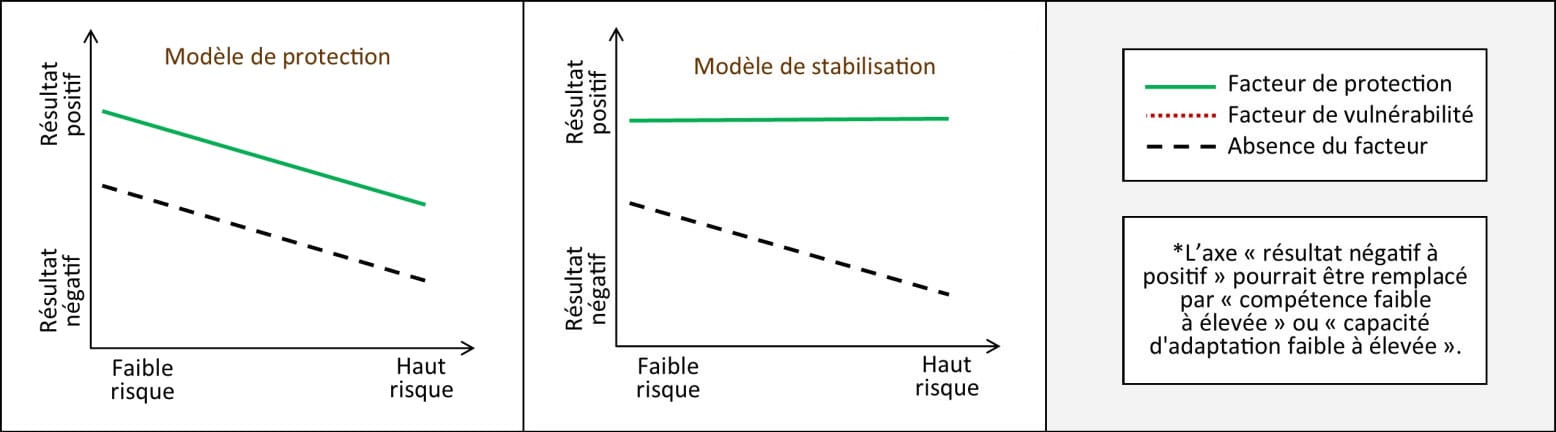 Modèle de protection
Résultat
positif
Résultat
négatif
Faible
risque
Haut
risque
Modèle de stabilisation
Résultat
positif
Résultat
négatif
Faible
risque
Haut
risque
Facteur de protection
Facteur de vulnérabilité
Absence du facteur
*L’axe « résultat négatif à
positif » pourrait être remplacé
par « compétence faible
à élevée » ou « capacité
d'adaptation faible à élevée ».